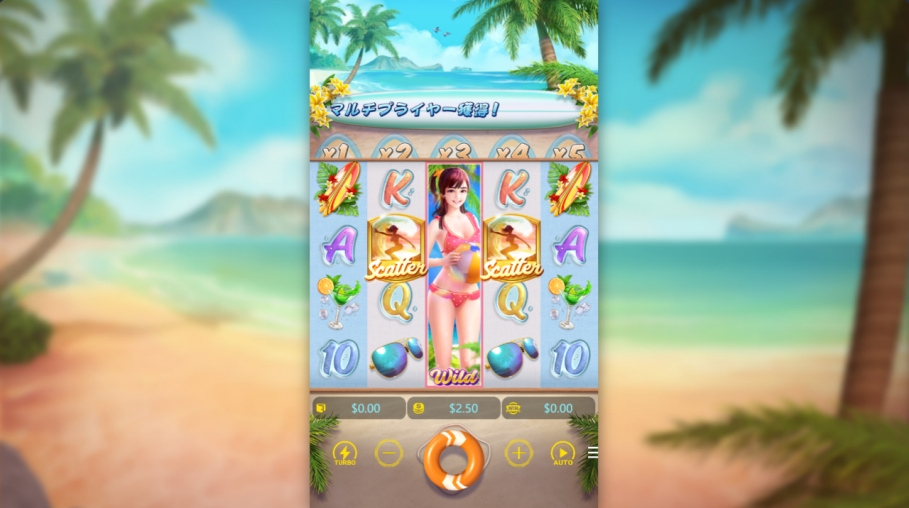 マルチプライヤー獲得!
x1 x2 x3 x4 x5
K K
A Scatter Scatter A
Q Q
10 10
Wild
$0.00 $2.50 $0.00
TURBO AUTO